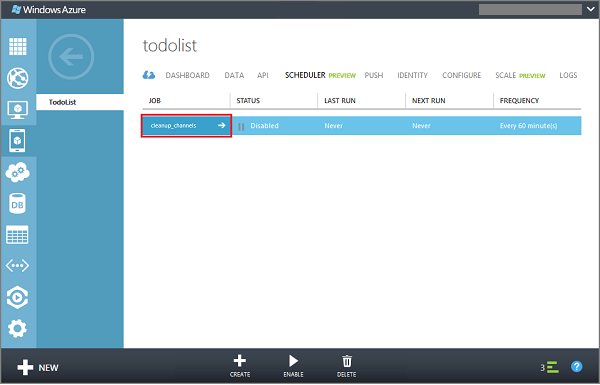 Windows Azure
todolist
DASHBOARD DATA API SCHEDULER PREVIEW PUSH IDENTITY CONFIGURE SCALE PREVIEW LOGS
TodoList
JOB STATUS LAST RUN NEXT RUN FREQUENCY
cleanup_channels Disabled Never Never Every 60 minute(s)
DB
NEW CREATE ENABLE DELETE 3 ?